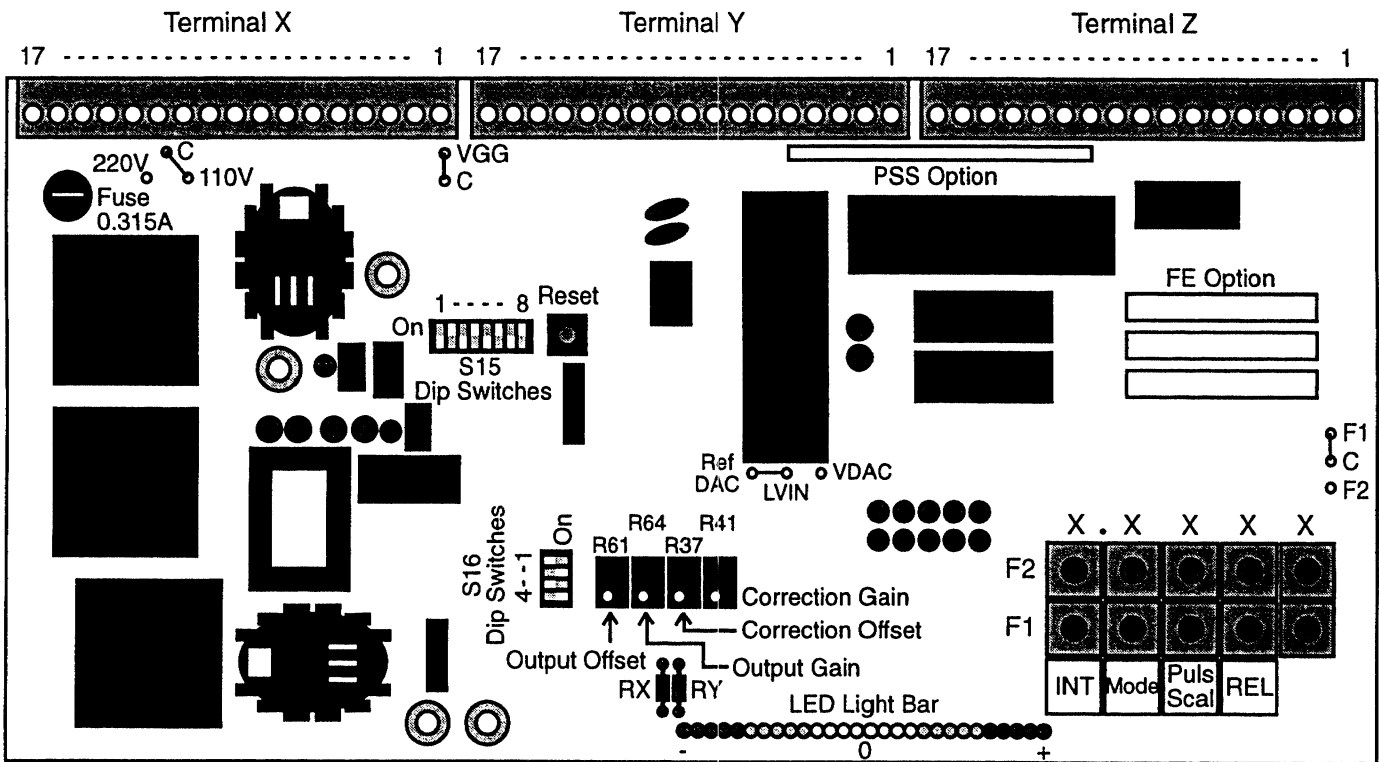 Terminal X
Terminal Y
Terminal Z
17 ----------------- 1
17 ----------------- 1
17 ----------------- 1
C
220V
110V
Fuse
0.315A
VGG
C
PSS Option
FE Option
1 ---- 8
Reset
On
S15
Dip Switches
Ref
DAC
LVIN
VDAC
F1
C
F2
S16
Dip Switches
4--1
On
R61
R64
R37
R41
Correction Gain
Correction Offset
Output Offset
Output Gain
RX
RY
LED Light Bar
- 0 +
X . X X X X
F2
F1
INT
Mode
Puls
Scal
REL